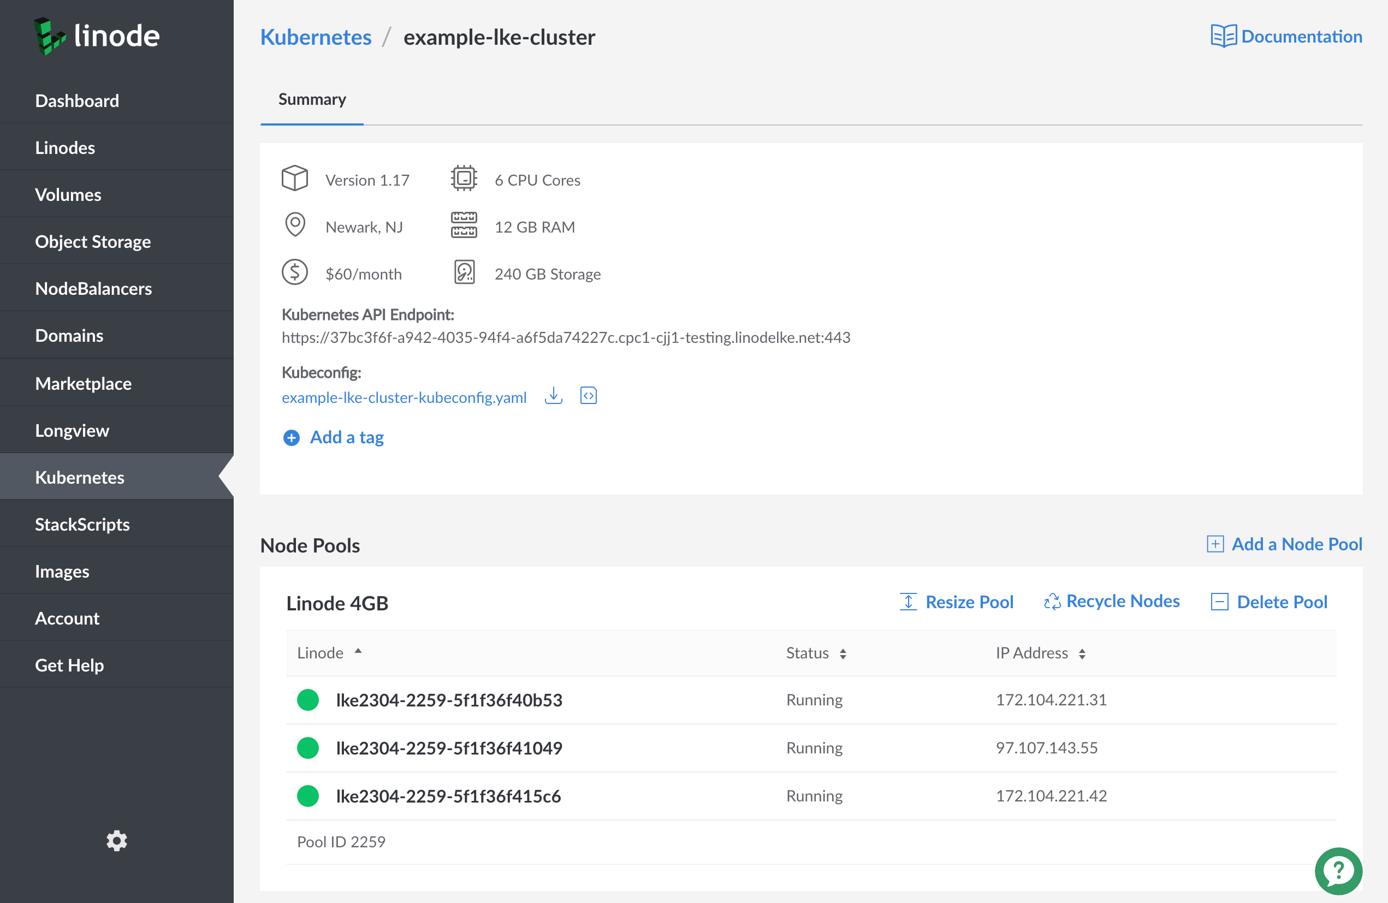 linode
Dashboard
Linodes
Volumes
Object Storage
NodeBalancers
Domains
Marketplace
Longview
Kubernetes
StackScripts
Images
Account
Get Help
Kubernetes / example-lke-cluster
Documentation
Summary
Version 1.17
6 CPU Cores
Newark, NJ
12 GB RAM
$60/month
240 GB Storage
Kubernetes API Endpoint:
https://37bc3f6f-a942-4035-94f4-a6f5da74227c.cpc1-cjj1-testing.linodelke.net:443
Kubeconfig:
example-lke-cluster-kubeconfig.yaml
Add a tag
Node Pools
Add a Node Pool
Linode 4GB
Resize Pool
Recycle Nodes
Delete Pool
Linode Status IP Address
lke2304-2259-5f1f36f40b53 Running 172.104.221.31
lke2304-2259-5f1f36f41049 Running 97.107.143.55
lke2304-2259-5f1f36f415c6 Running 172.104.221.42
Pool ID 2259